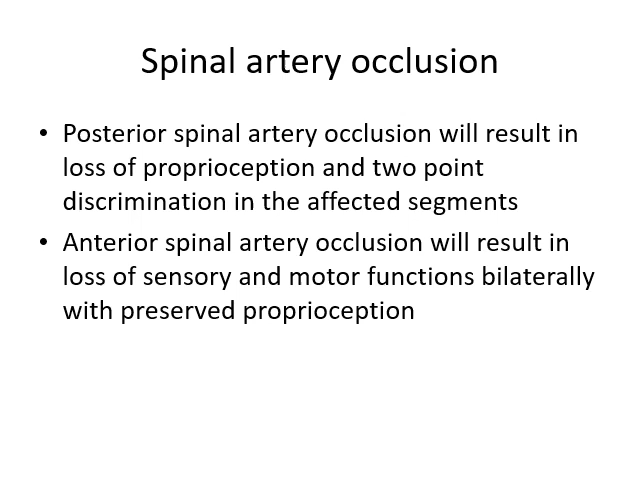 Spinal artery occlusion
• Posterior spinal artery occlusion will result in
loss of proprioception and two point
discrimination in the affected segments
• Anterior spinal artery occlusion will result in
loss of sensory and motor functions bilaterally
with preserved proprioception